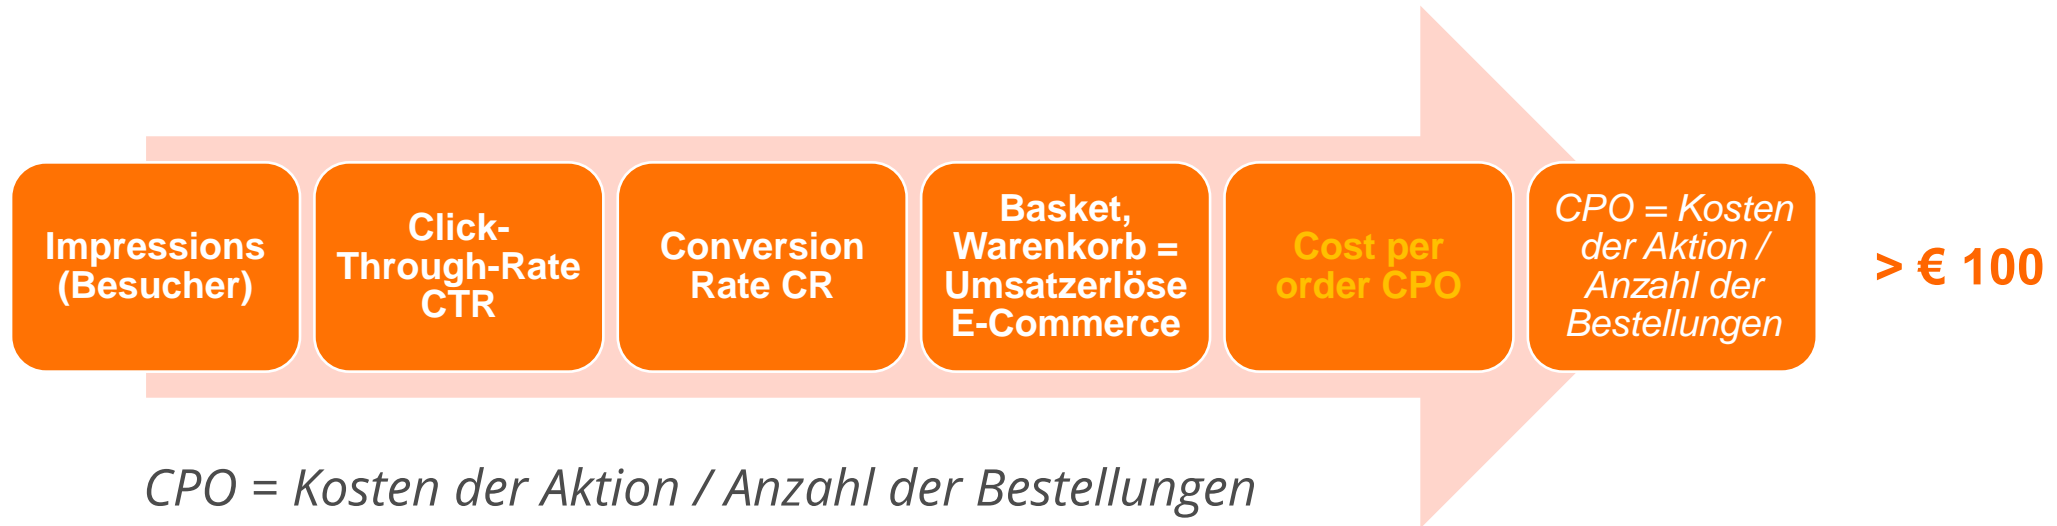 Impressions
(Besucher)
Click-
Through-Rate
CTR
Conversion
Rate CR
Basket,
Warenkorb =
Umsatzerlöse
E-Commerce
Cost per
order CPO
CPO = Kosten
der Aktion /
Anzahl der
Bestellungen
> € 100
CPO = Kosten der Aktion / Anzahl der Bestellungen